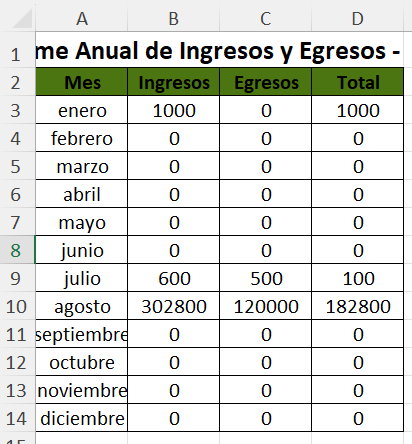 A B C D
1 me Anual de Ingresos y Egresos -
2 Mes Ingresos Egresos Total
3 enero 1000 0 1000
4 febrero 0 0 0
5 marzo 0 0 0
6 abril 0 0 0
7 mayo 0 0 0
8 junio 0 0 0
9 julio 600 500 100
10 agosto 302800 120000 182800
11 septiembre 0 0 0
12 octubre 0 0 0
13 noviembre 0 0 0
14 diciembre 0 0 0